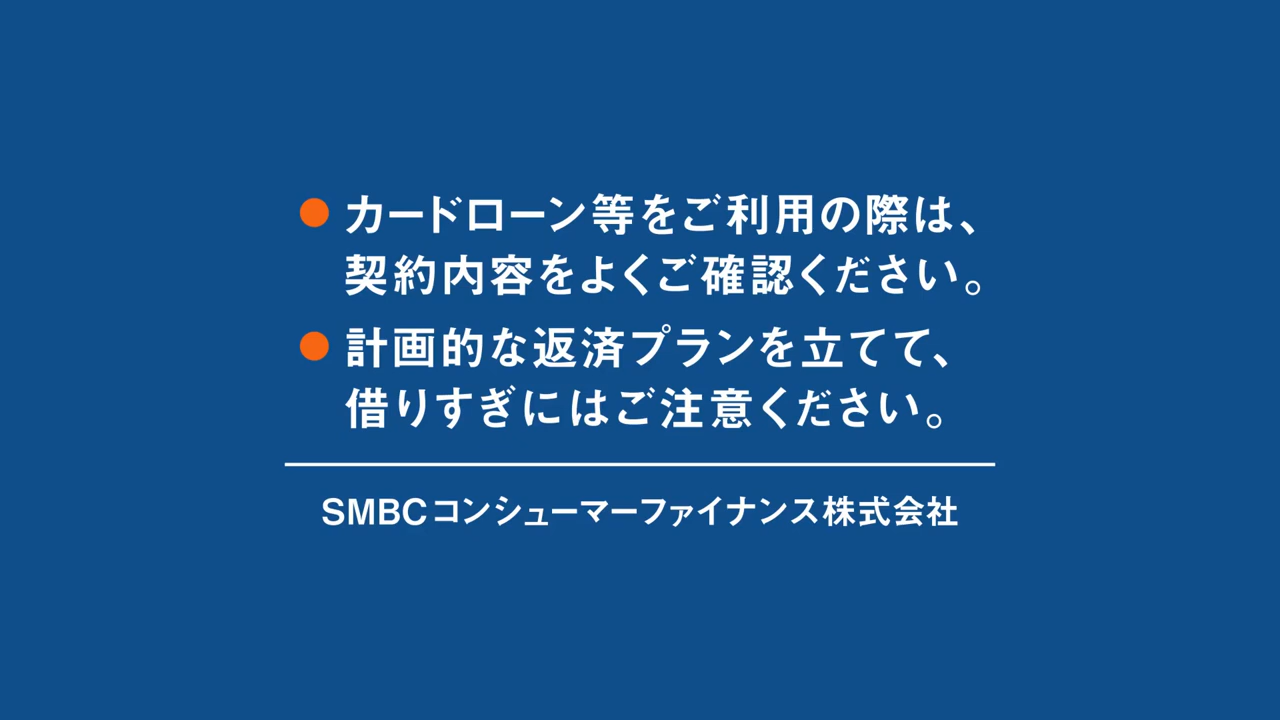 カードローン等をご利用の際は、
契約内容をよくご確認ください。
計画的な返済プランを立てて、
借りすぎにはご注意ください。
SMBCコンシューマーファイナンス株式会社